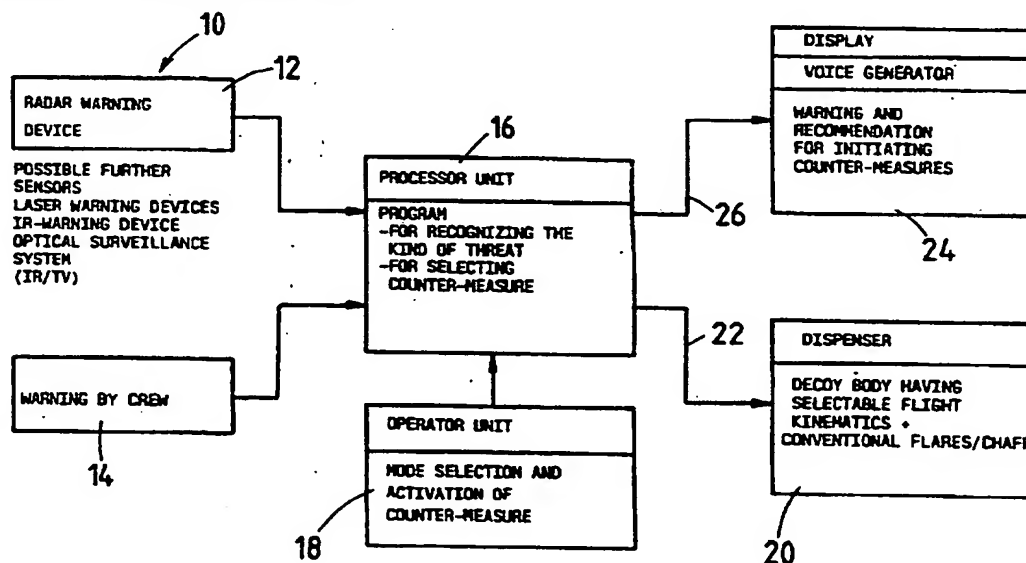 10
12
RADAR WARNING
DEVICE
POSSIBLE FURTHER
SENSORS
LASER WARNING DEVICES
IR-WARNING DEVICE
OPTICAL SURVEILLANCE
SYSTEM
(IR/TV)
WARNING BY CREW
14
16
PROCESSOR UNIT
PROGRAM
-FOR RECOGNIZING THE
KIND OF THREAT
-FOR SELECTING
COUNTER-MEASURE
OPERATOR UNIT
MODE SELECTION AND
ACTIVATION OF
COUNTER-MEASURE
18
26
22
DISPLAY
VOICE GENERATOR
WARNING AND
RECOMMENDATION
FOR INITIATING
COUNTER-MEASURES
24
DISPENSER
DECOY BODY HAVING
SELECTABLE FLIGHT
KINEMATICS +
CONVENTIONAL FLARES/CHAFF
20